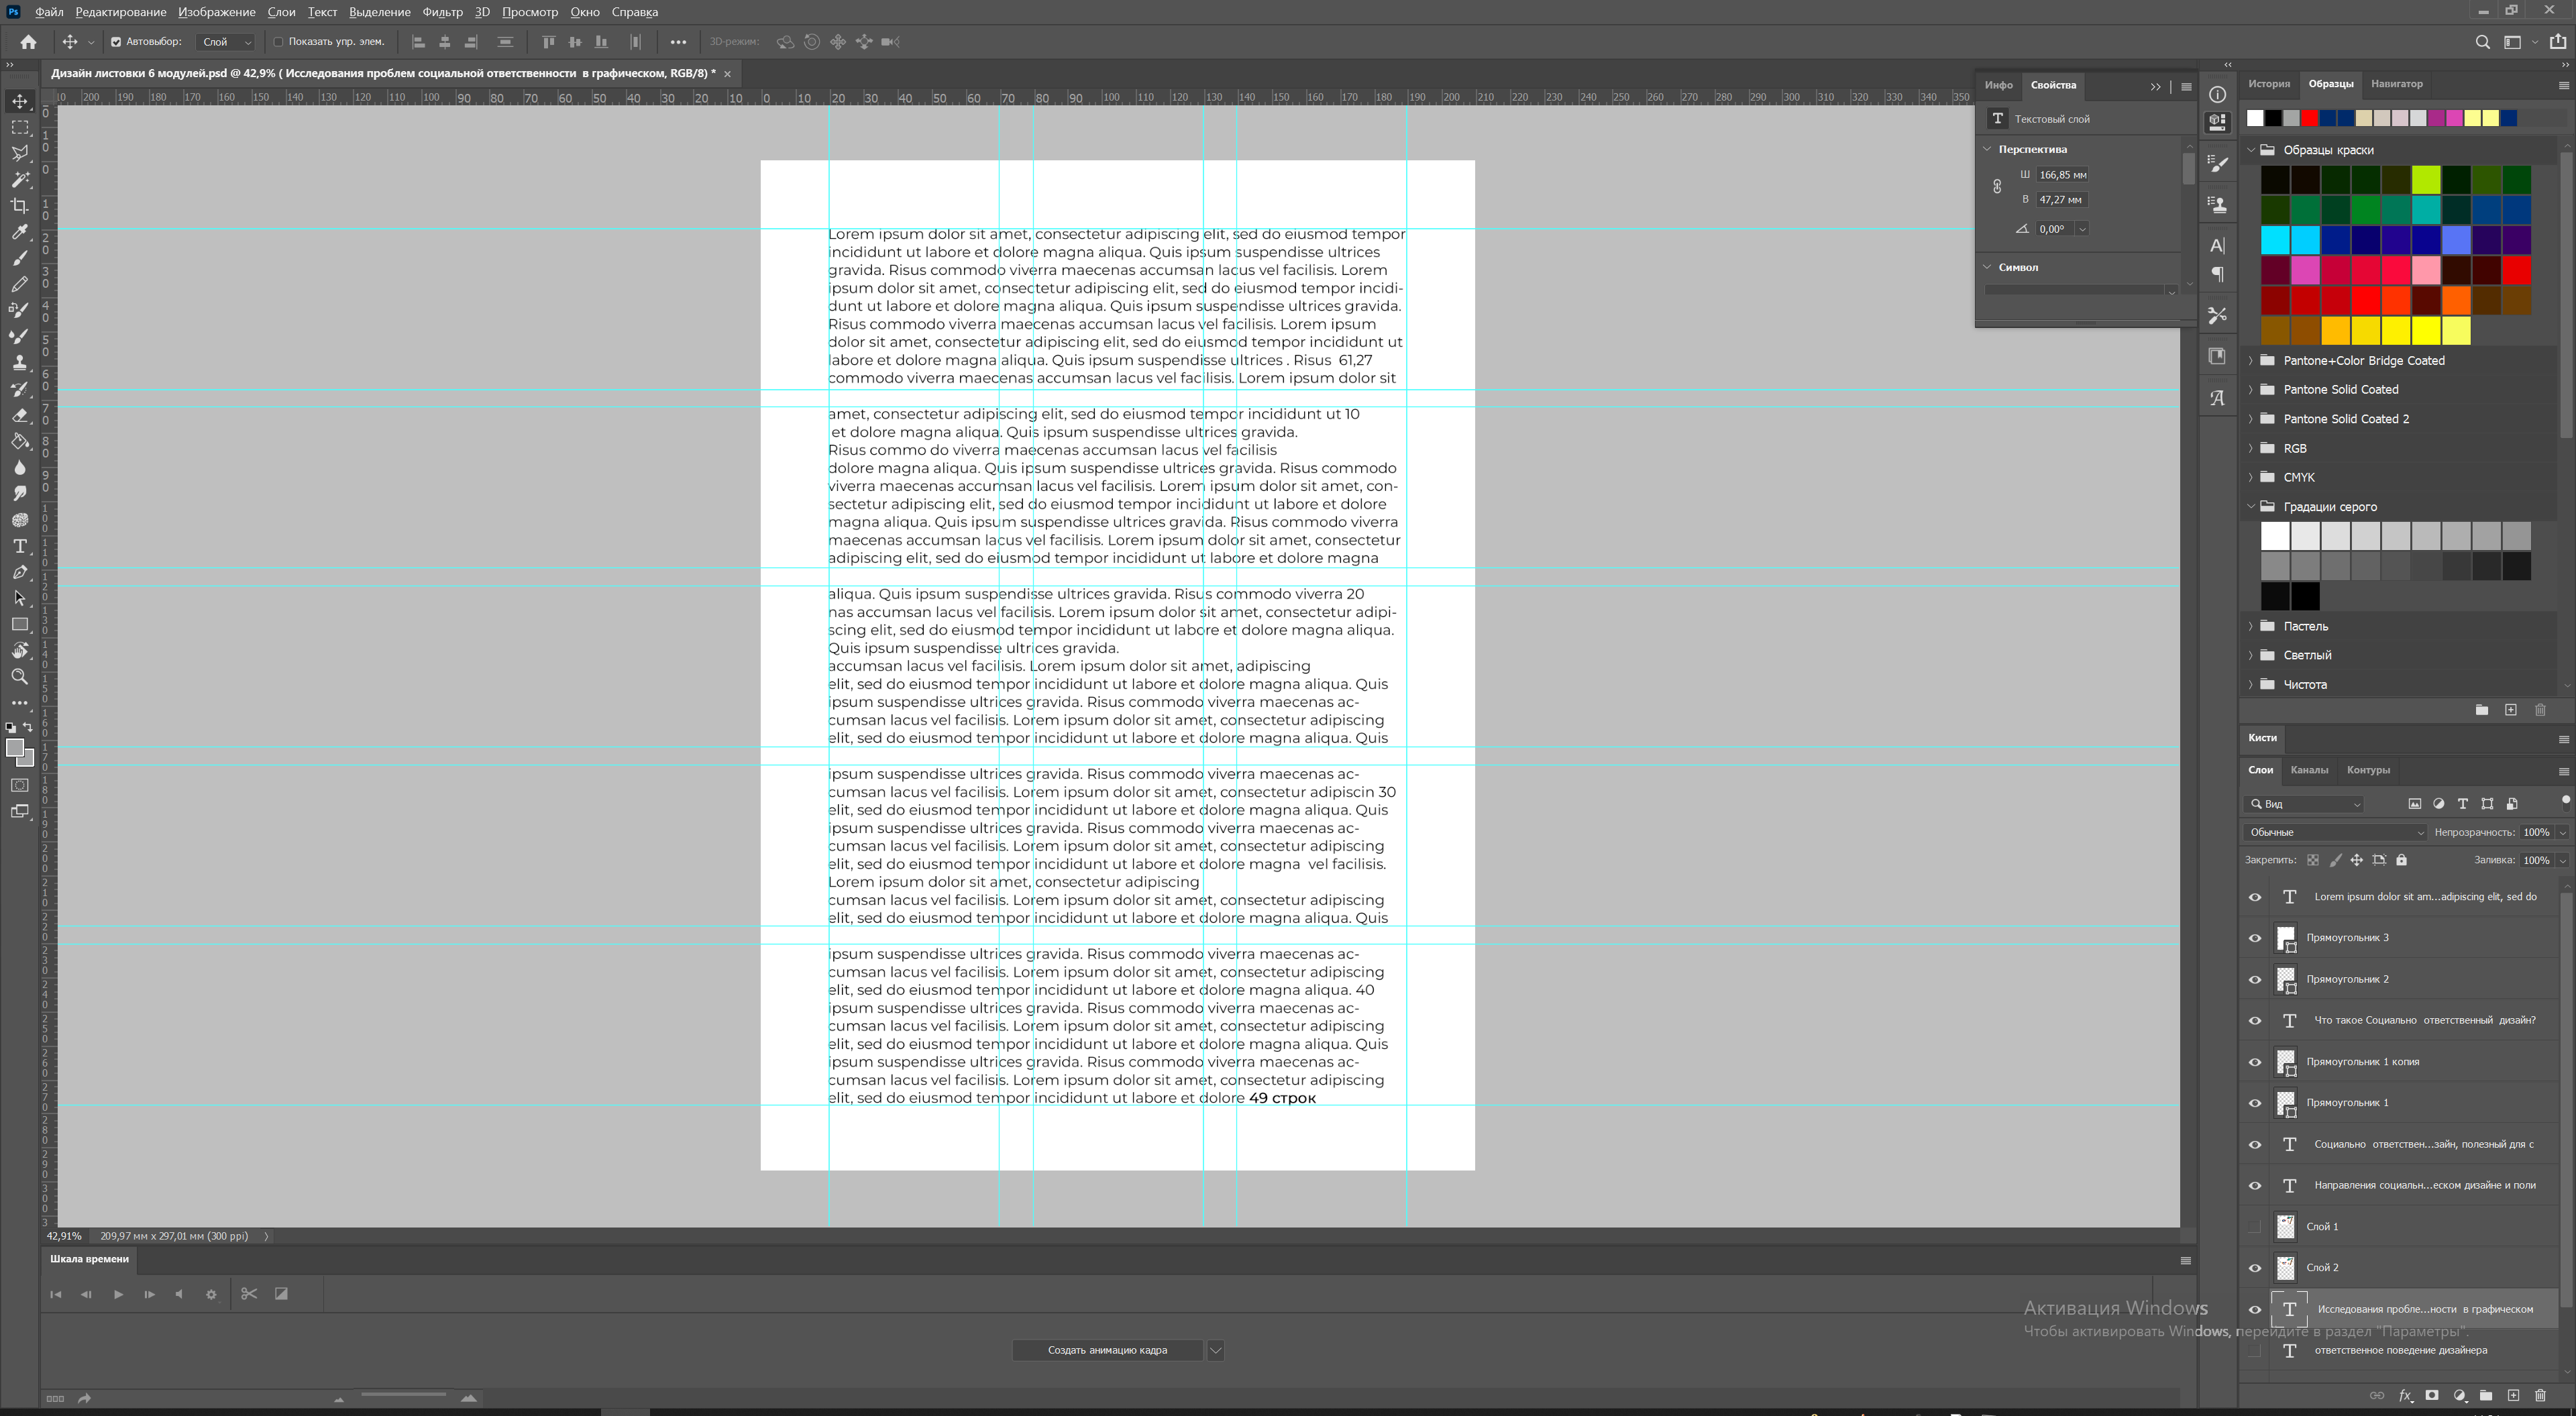 Ps Файл Редактирование Изображение Слои Текст Выделение Фильтр 3D Просмотр Окно Справка
Автовыбор: Слой Показать упр. элем. 3D-режим:
Дизайн листовки 6 модулей.psd @ 42,9% ( Исследования проблем социальной ответственности в графическом, RGB/8) * ×
Инфо Свойства
T Текстовый слой
Перспектива
Ш 166,85 мм
В 47,27 мм
0,00°
Символ
История Образцы Навигатор
Образцы краски
Pantone+Color Bridge Coated
Pantone Solid Coated
Pantone Solid Coated 2
RGB
CMYK
Градации серого
Пастель
Светлый
Чистота
Lorem ipsum dolor sit amet, consectetur adipiscing elit, sed do eiusmod tempor
incididunt ut labore et dolore magna aliqua. Quis ipsum suspendisse ultrices
gravida. Risus commodo viverra maecenas accumsan lacus vel facilisis. Lorem
ipsum dolor sit amet, consectetur adipiscing elit, sed do eiusmod tempor incidi-
dunt ut labore et dolore magna aliqua. Quis ipsum suspendisse ultrices gravida.
Risus commodo viverra maecenas accumsan lacus vel facilisis. Lorem ipsum
dolor sit amet, consectetur adipiscing elit, sed do eiusmod tempor incididunt ut
labore et dolore magna aliqua. Quis ipsum suspendisse ultrices . Risus 61,27
commodo viverra maecenas accumsan lacus vel facilisis. Lorem ipsum dolor sit
amet, consectetur adipiscing elit, sed do eiusmod tempor incididunt ut 10
et dolore magna aliqua. Quis ipsum suspendisse ultrices gravida.
Risus commo do viverra maecenas accumsan lacus vel facilisis
dolore magna aliqua. Quis ipsum suspendisse ultrices gravida. Risus commodo
viverra maecenas accumsan lacus vel facilisis. Lorem ipsum dolor sit amet, con-
sectetur adipiscing elit, sed do eiusmod tempor incididunt ut labore et dolore
magna aliqua. Quis ipsum suspendisse ultrices gravida. Risus commodo viverra
maecenas accumsan lacus vel facilisis. Lorem ipsum dolor sit amet, consectetur
adipiscing elit, sed do eiusmod tempor incididunt ut labore et dolore magna
aliqua. Quis ipsum suspendisse ultrices gravida. Risus commodo viverra 20
nas accumsan lacus vel facilisis. Lorem ipsum dolor sit amet, consectetur adipi-
scing elit, sed do eiusmod tempor incididunt ut labore et dolore magna aliqua.
Quis ipsum suspendisse ultrices gravida.
accumsan lacus vel facilisis. Lorem ipsum dolor sit amet, adipiscing
elit, sed do eiusmod tempor incididunt ut labore et dolore magna aliqua. Quis
ipsum suspendisse ultrices gravida. Risus commodo viverra maecenas ac-
cumsan lacus vel facilisis. Lorem ipsum dolor sit amet, consectetur adipiscing
elit, sed do eiusmod tempor incididunt ut labore et dolore magna aliqua. Quis
ipsum suspendisse ultrices gravida. Risus commodo viverra maecenas ac-
cumsan lacus vel facilisis. Lorem ipsum dolor sit amet, consectetur adipiscin 30
elit, sed do eiusmod tempor incididunt ut labore et dolore magna aliqua. Quis
ipsum suspendisse ultrices gravida. Risus commodo viverra maecenas ac-
cumsan lacus vel facilisis. Lorem ipsum dolor sit amet, consectetur adipiscing
elit, sed do eiusmod tempor incididunt ut labore et dolore magna vel facilisis.
Lorem ipsum dolor sit amet, consectetur adipiscing
cumsan lacus vel facilisis. Lorem ipsum dolor sit amet, consectetur adipiscing
elit, sed do eiusmod tempor incididunt ut labore et dolore magna aliqua. Quis
ipsum suspendisse ultrices gravida. Risus commodo viverra maecenas ac-
cumsan lacus vel facilisis. Lorem ipsum dolor sit amet, consectetur adipiscing
elit, sed do eiusmod tempor incididunt ut labore et dolore magna aliqua. 40
ipsum suspendisse ultrices gravida. Risus commodo viverra maecenas ac-
cumsan lacus vel facilisis. Lorem ipsum dolor sit amet, consectetur adipiscing
elit, sed do eiusmod tempor incididunt ut labore et dolore magna aliqua. Quis
ipsum suspendisse ultrices gravida. Risus commodo viverra maecenas ac-
cumsan lacus vel facilisis. Lorem ipsum dolor sit amet, consectetur adipiscing
elit, sed do eiusmod tempor incididunt ut labore et dolore 49 строк
Кисти
Слои Каналы Контуры
Вид
Обычные Непрозрачность: 100%
Закрепить: Заливка: 100%
Lorem ipsum dolor sit am...adipiscing elit, sed do
Прямоугольник 3
Прямоугольник 2
Что такое Социально ответственный дизайн?
Прямоугольник 1 копия
Прямоугольник 1
Социально ответствен...зайн, полезный для с
Направления социальн...еском дизайне и поли
Слой 1
Слой 2
Исследования пробле...ности в графическом
ответственное поведение дизайнера
42,91% 209,97 мм x 297,01 мм (300 ppi)
Шкала времени
Создать анимацию кадра
Активация Windows
Чтобы активировать Windows, перейдите в раздел "Параметры".